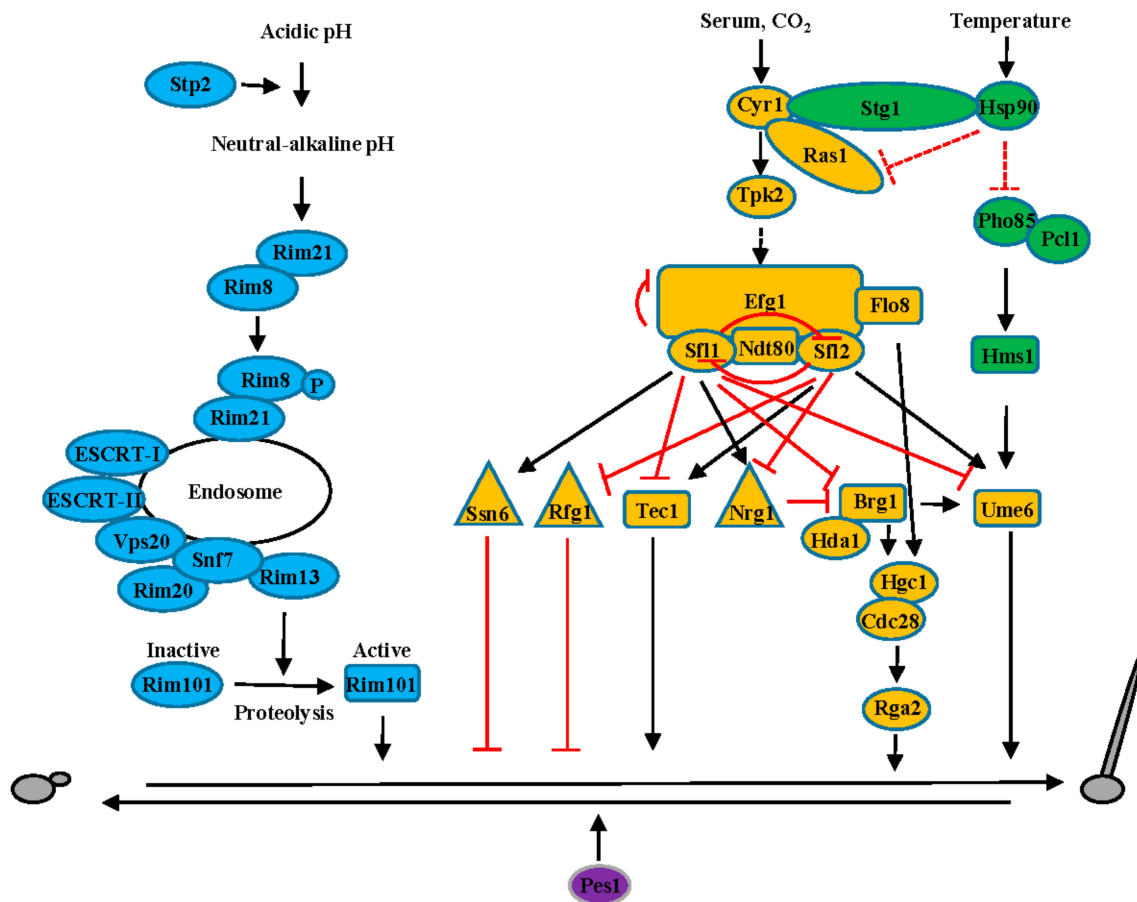 Acidic pH
Stp2
Neutral-alkaline pH
Rim21
Rim8
Rim8
P
Rim21
ESCRT-I
ESCRT-II
Endosome
Vps20
Snf7
Rim20
Rim13
Inactive
Active
Rim101
Rim101
Proteolysis
Serum, CO2
Temperature
Cyr1
Stg1
Hsp90
Ras1
Tpk2
Pho85
Pcl1
Efg1
Flo8
Sfl1
Ndt80
Sfl2
Hms1
Ssn6
Rfg1
Tec1
Nrg1
Brg1
Ume6
Hda1
Hgc1
Cdc28
Rga2
Pes1